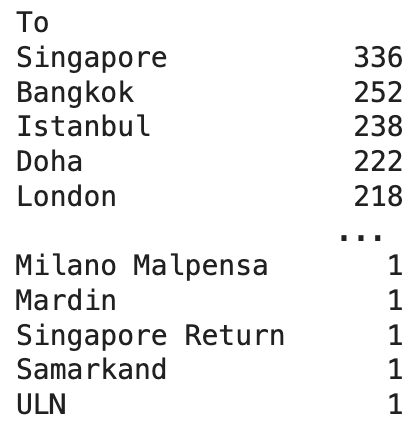 To
Singapore 336
Bangkok 252
Istanbul 238
Doha 222
London 218
...
Milano Malpensa 1
Mardin 1
Singapore Return 1
Samarkand 1
ULN 1